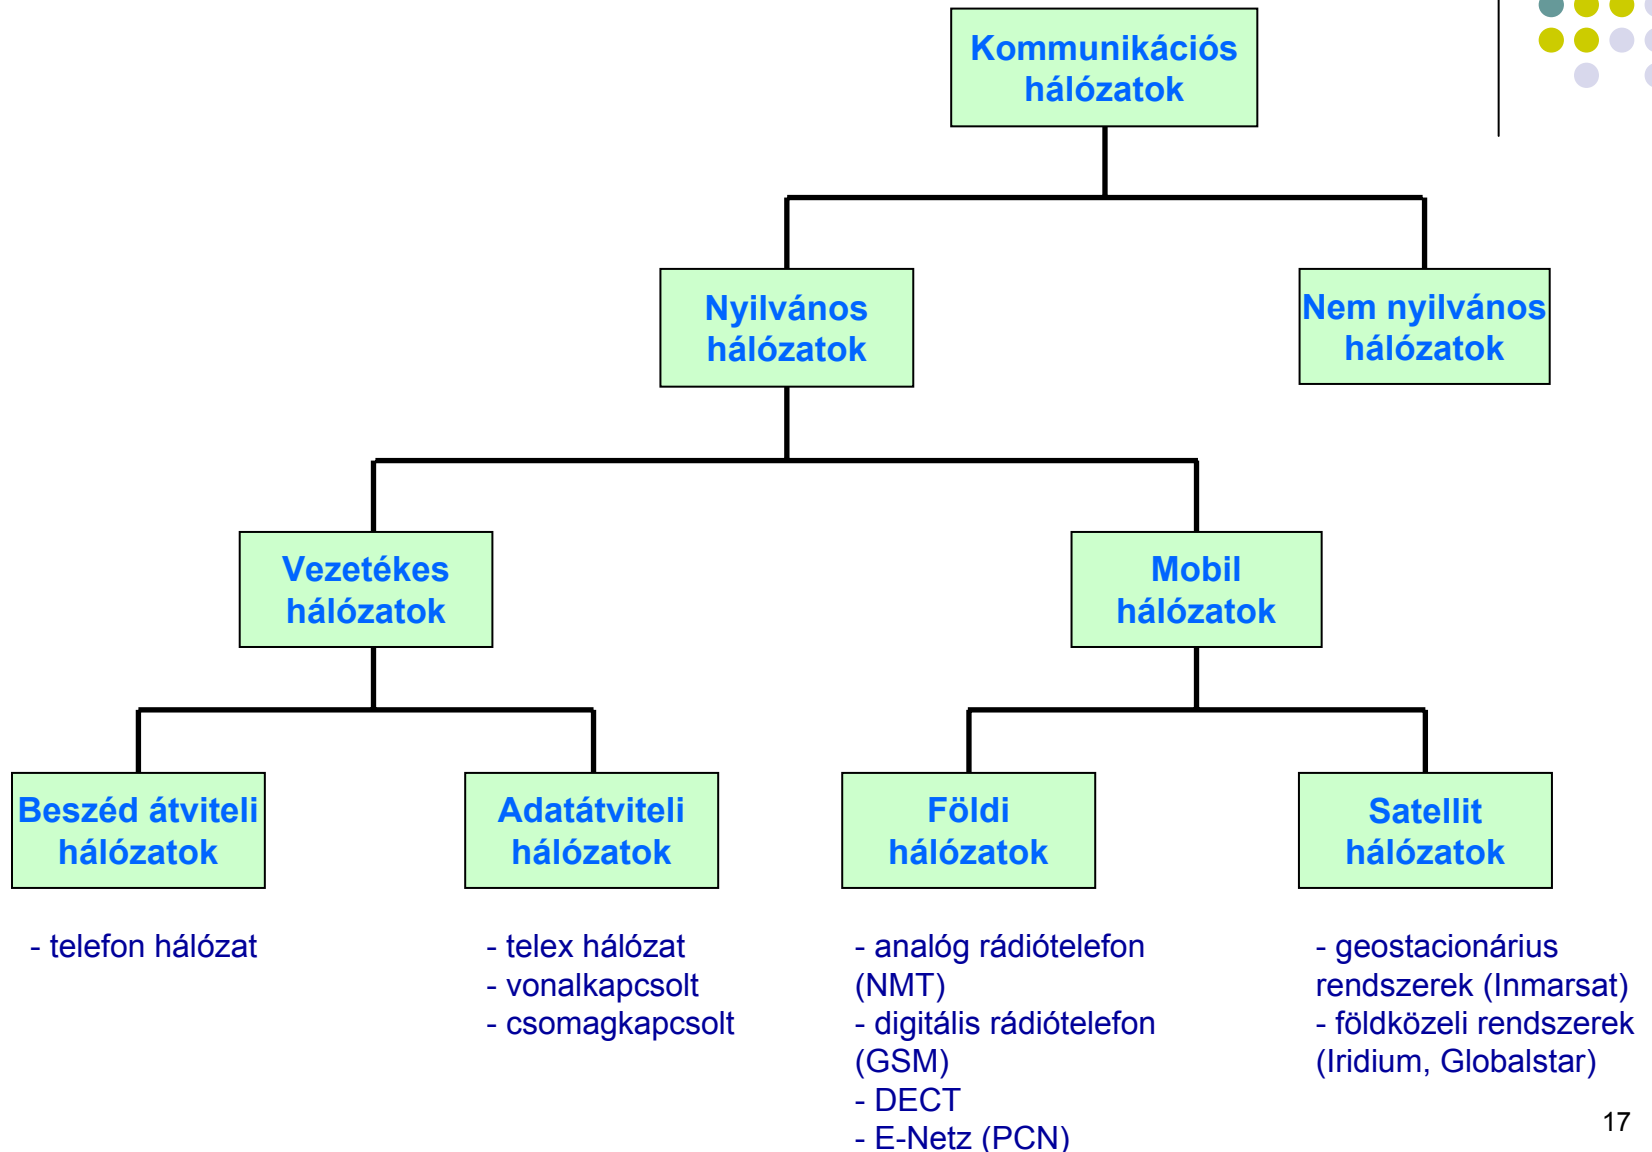 Kommunikációs
hálózatok
Nyilvános
hálózatok
Nem nyilvános
hálózatok
Vezetékes
hálózatok
Mobil
hálózatok
Beszéd átviteli
hálózatok
Adatátviteli
hálózatok
Földi
hálózatok
Satellit
hálózatok
- telefon hálózat
- telex hálózat
- vonalkapcsolt
- csomagkapcsolt
- analóg rádiótelefon
(NMT)
- digitális rádiótelefon
(GSM)
- DECT
- E-Netz (PCN)
- geostacionárius
rendszerek (Inmarsat)
- földközeli rendszerek
(Iridium, Globalstar)
17